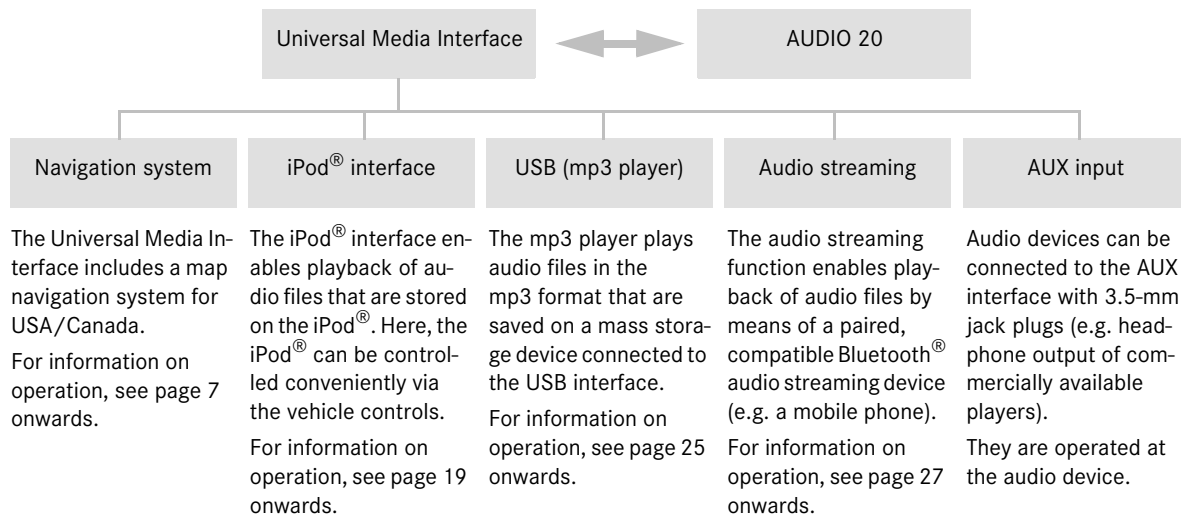 Universal Media Interface
AUDIO 20
Navigation system
The Universal Media In-
terface includes a map
navigation system for
USA/Canada.
For information on
operation, see page 7
onwards.
iPod® interface
The iPod® interface en-
ables playback of au-
dio files that are stored
on the iPod®. Here, the
iPod® can be control-
led conveniently via
the vehicle controls.
For information on
operation, see page 19
onwards.
USB (mp3 player)
The mp3 player plays
audio files in the
mp3 format that are
saved on a mass stora-
ge device connected to
the USB interface.
For information on
operation, see page 25
onwards.
Audio streaming
The audio streaming
function enables play-
back of audio files by
means of a paired,
compatible Bluetooth®
audio streaming device
(e.g. a mobile phone).
For information on
operation, see page 27
onwards.
AUX input
Audio devices can be
connected to the AUX
interface with 3.5-mm
jack plugs (e.g. head-
phone output of com-
mercially available
players).
They are operated at
the audio device.